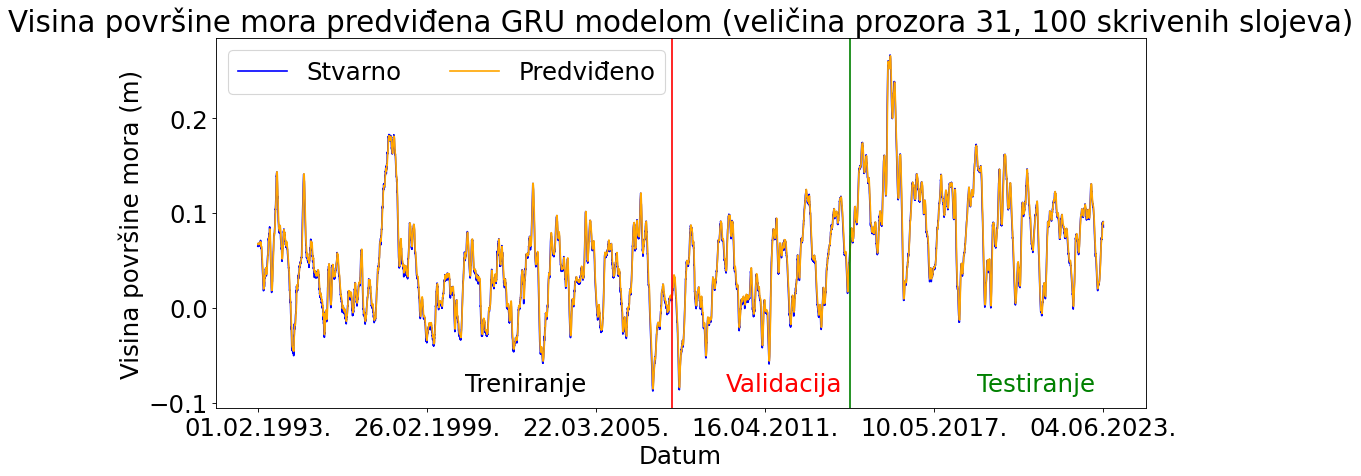 Visina površine mora predviđena GRU modelom (veličina prozora 31, 100 skrivenih slojeva)
Stvarno
Predviđeno
Visina površine mora (m)
0.2
0.1
0.0
−0.1
Treniranje
Validacija
Testiranje
01.02.1993.
26.02.1999.
22.03.2005.
16.04.2011.
10.05.2017.
04.06.2023.
Datum